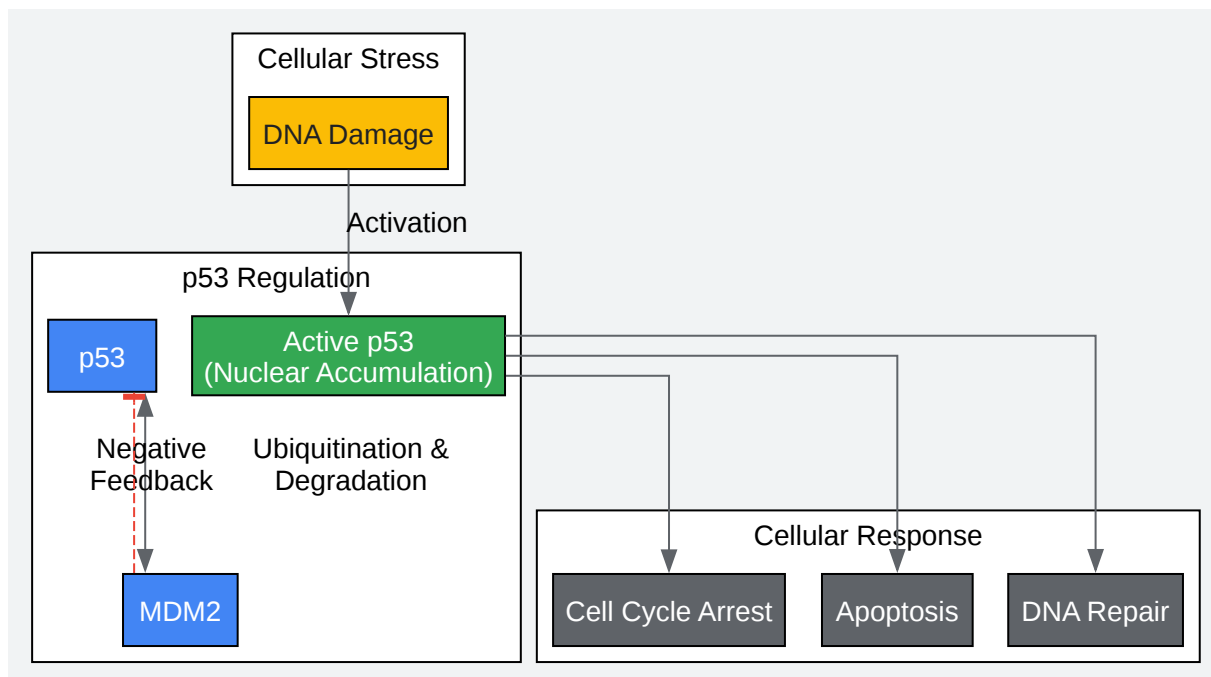 Cellular Stress
DNA Damage
Activation
p53 Regulation
p53
Active p53
(Nuclear Accumulation)
Negative
Feedback
Ubiquitination &
Degradation
MDM2
Cellular Response
Cell Cycle Arrest
Apoptosis
DNA Repair